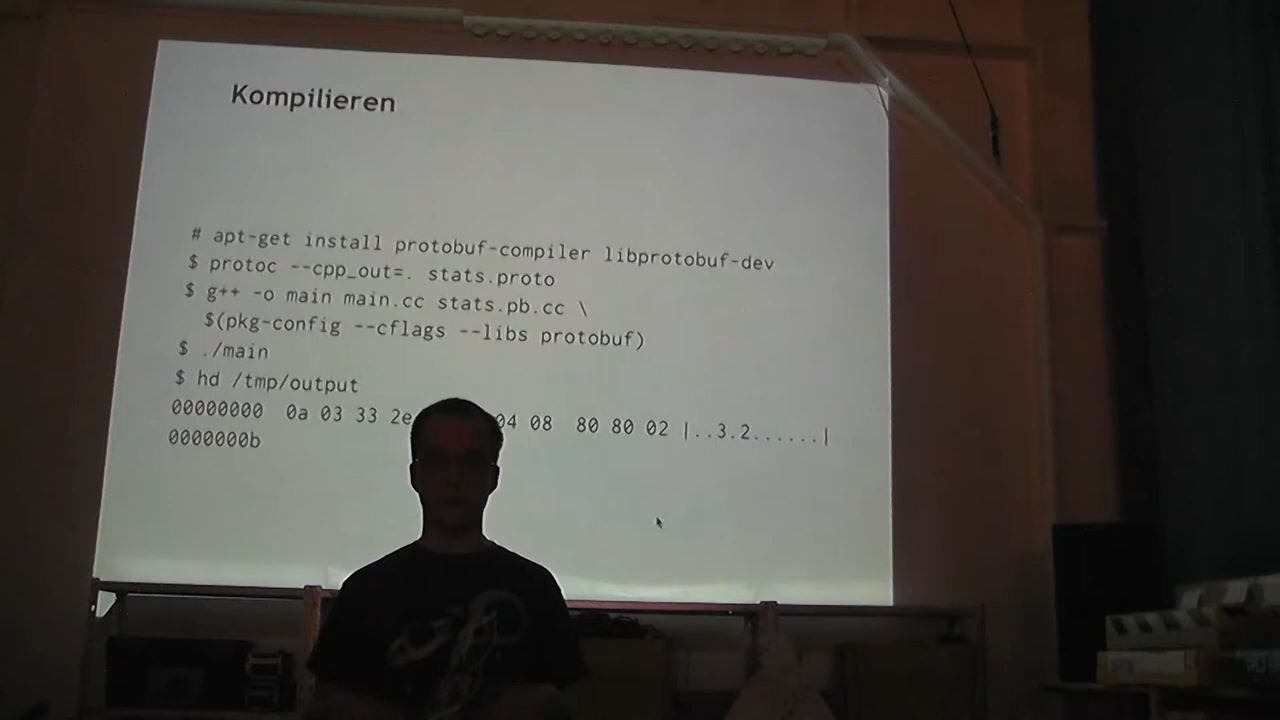 Kompilieren
# apt-get install protobuf-compiler libprotobuf-dev
$ protoc --cpp_out=. stats.proto
$ g++ -o main main.cc stats.pb.cc \
$(pkg-config --cflags --libs protobuf)
$ ./main
$ hd /tmp/output
00000000 0a 03 33 2e 04 08 80 80 02 |..3.2......|
0000000b